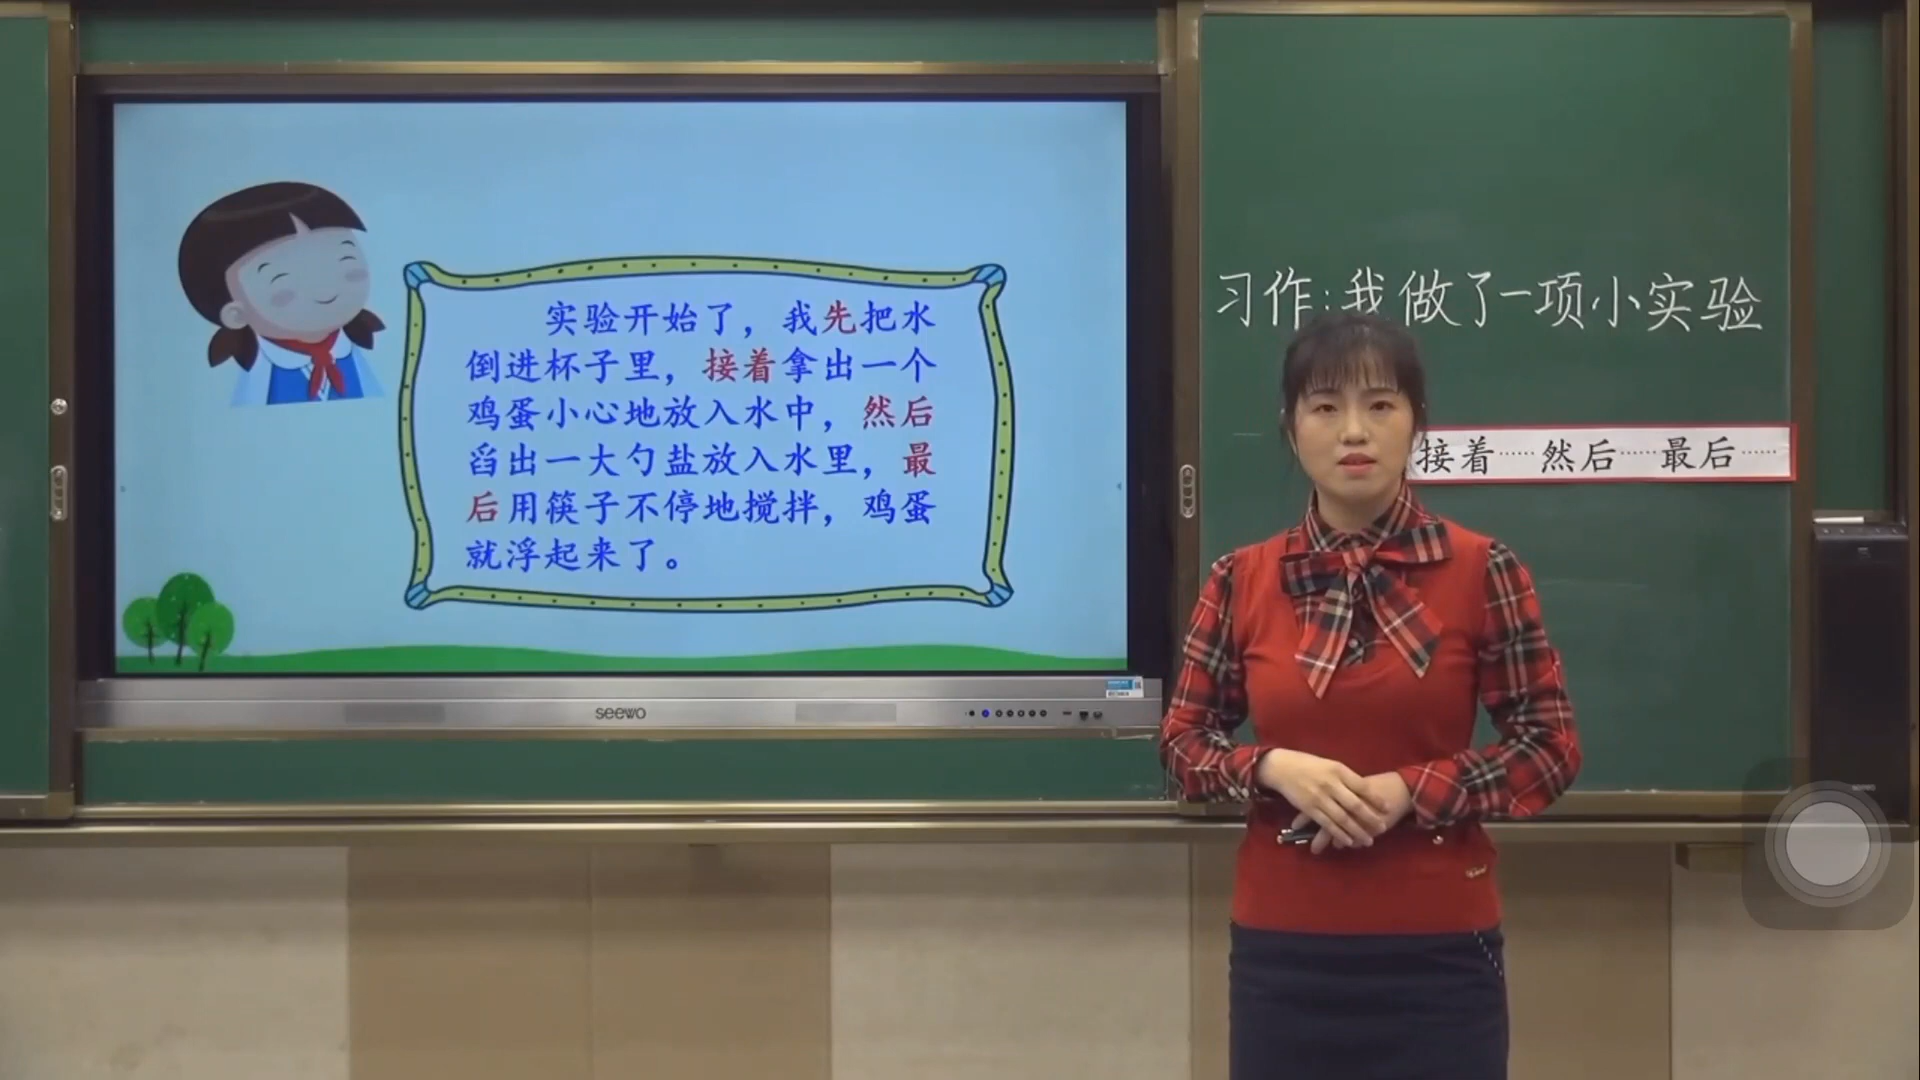 实验开始了，我先把水
倒进杯子里，接着拿出一个
鸡蛋小心地放入水中，然后
舀出一大勺盐放入水里，最
后用筷子不停地搅拌，鸡蛋
就浮起来了。
seewo
习作:我做了一项小实验
接着……然后……最后……